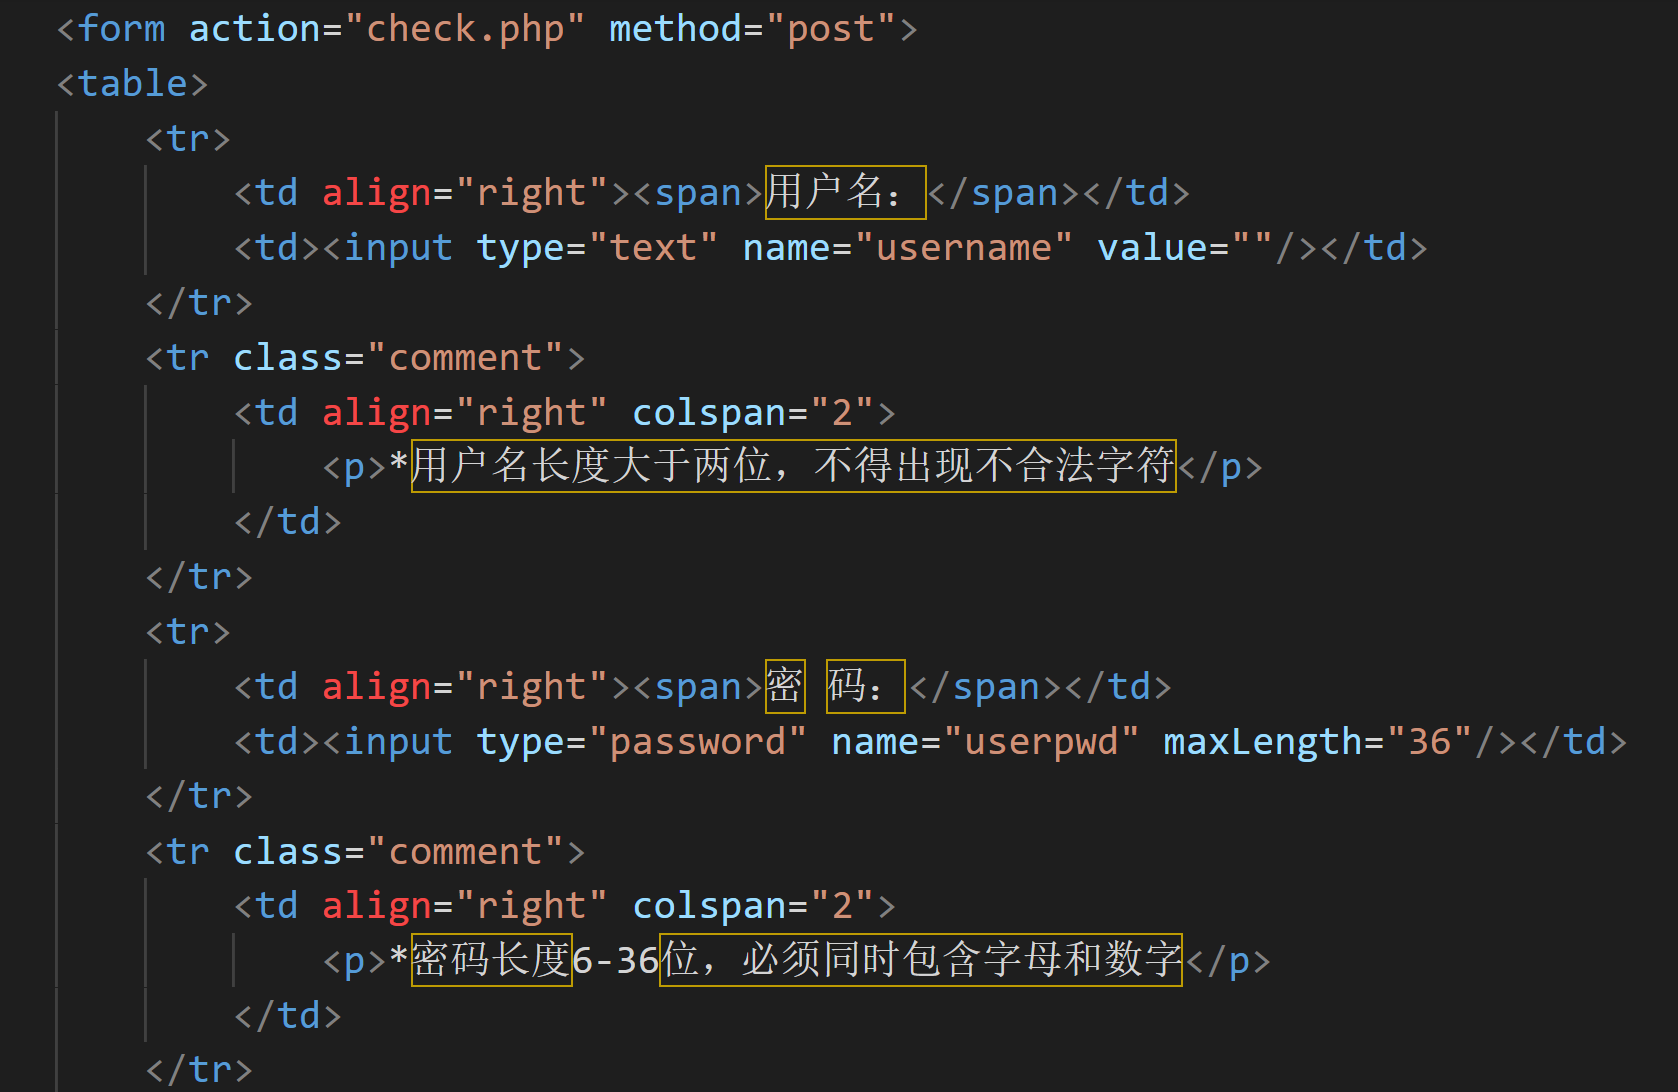 <form action="check.php" method="post">
<table>
<tr>
<td align="right"><span>用户名：</span></td>
<td><input type="text" name="username" value=""/></td>
</tr>
<tr class="comment">
<td align="right" colspan="2">
<p>*用户名长度大于两位，不得出现不合法字符</p>
</td>
</tr>
<tr>
<td align="right"><span>密 码：</span></td>
<td><input type="password" name="userpwd" maxLength="36"/></td>
</tr>
<tr class="comment">
<td align="right" colspan="2">
<p>*密码长度6-36位，必须同时包含字母和数字</p>
</td>
</tr>